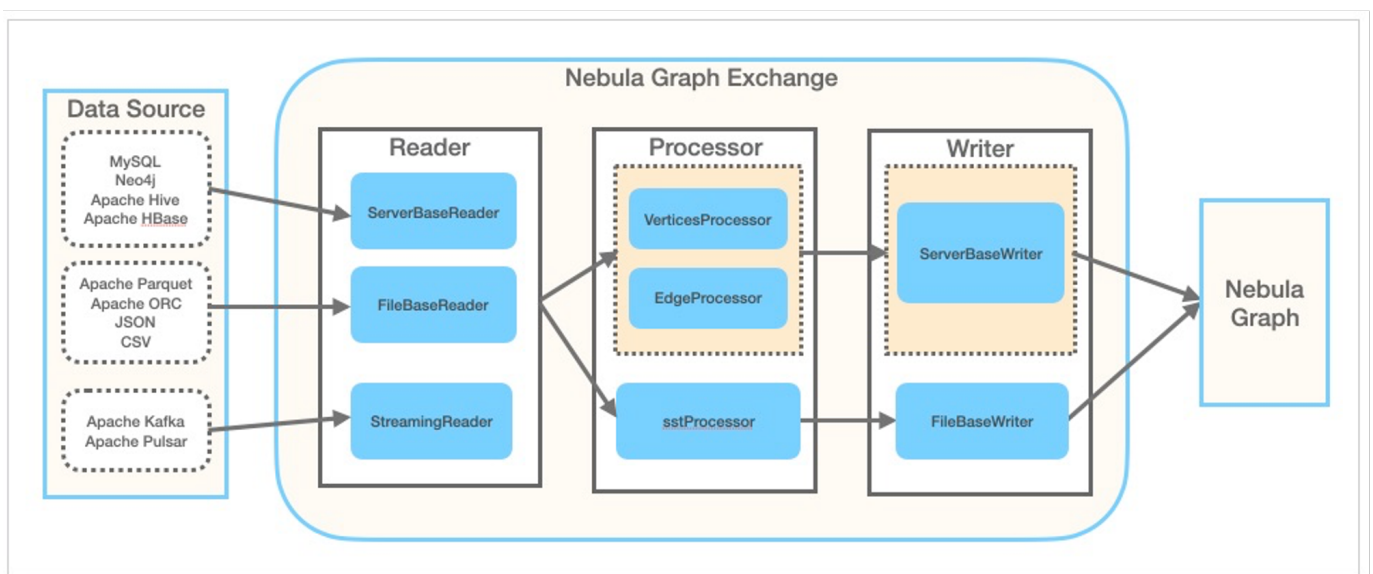 Nebula Graph Exchange
Data Source
MySQL
Neo4j
Apache Hive
Apache HBase
Apache Parquet
Apache ORC
JSON
CSV
Apache Kafka
Apache Pulsar
Reader
ServerBaseReader
FileBaseReader
StreamingReader
Processor
VerticesProcessor
EdgeProcessor
sstProcessor
Writer
ServerBaseWriter
FileBaseWriter
Nebula
Graph